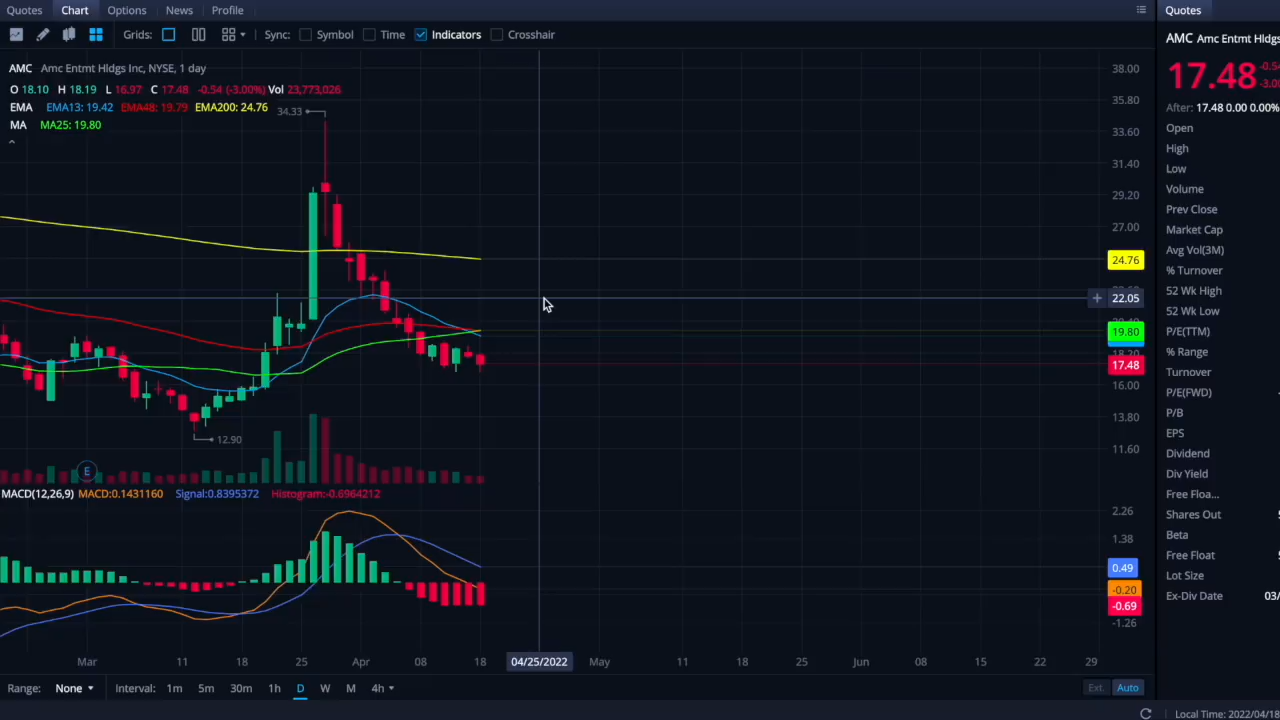 Quotes Chart Options News Profile
Quotes
Grids: Sync: Symbol Time Indicators Crosshair
AMC Amc Entmt Hldgs
AMC Amc Entmt Hldgs Inc, NYSE, 1 day
38.00
17.48 -0.54
-3.00
O 18.10 H 18.19 L 16.97 C 17.48 -0.54 (-3.00%) Vol 23,773,026
EMA EMA13: 19.42 EMA48: 19.79 EMA200: 24.76
After: 17.48 0.00 0.00%
MA MA25: 19.80
34.33
35.80
33.60
31.40
29.20
27.00
24.76
22.05
19.80
18.20
17.48
16.00
13.80
11.60
12.90
E
Open
High
Low
Volume
Prev Close
Market Cap
Avg Vol(3M)
% Turnover
52 Wk High
52 Wk Low
P/E(TTM)
% Range
Turnover
P/E(FWD)
P/B
EPS
Dividend
Div Yield
Free Floa...
Shares Out
Beta
Free Float
Lot Size
Ex-Div Date 03/
MACD(12,26,9) MACD:0.1431160 Signal:0.8395372 Histogram:-0.6964212
2.26
1.38
0.49
-0.20
-0.69
-1.26
Mar 11 18 25 Apr 08 18 04/25/2022 May 11 18 25 Jun 08 15 22 29
Range: None Interval: 1m 5m 30m 1h D W M 4h Ext. Auto
Local Time: 2022/04/18